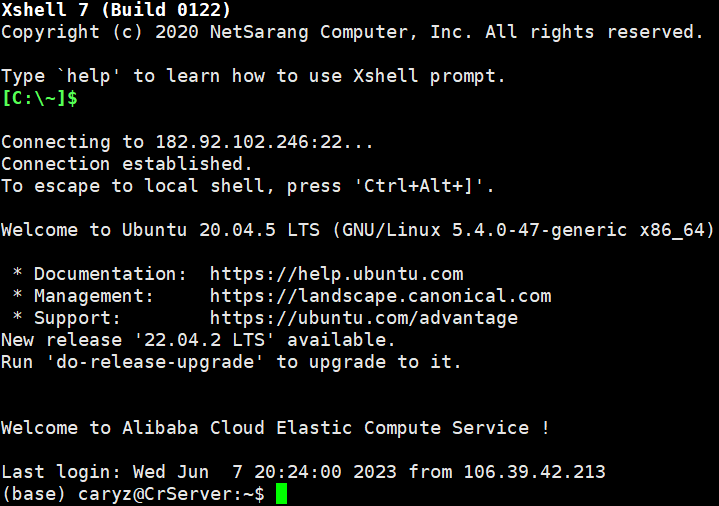 Xshell 7 (Build 0122)
Copyright (c) 2020 NetSarang Computer, Inc. All rights reserved.
Type `help' to learn how to use Xshell prompt.
[C:\~]$
Connecting to 182.92.102.246:22...
Connection established.
To escape to local shell, press 'Ctrl+Alt+]'.
Welcome to Ubuntu 20.04.5 LTS (GNU/Linux 5.4.0-47-generic x86_64)
 * Documentation:  https://help.ubuntu.com
 * Management:     https://landscape.canonical.com
 * Support:        https://ubuntu.com/advantage
New release '22.04.2 LTS' available.
Run 'do-release-upgrade' to upgrade to it.
Welcome to Alibaba Cloud Elastic Compute Service !
Last login: Wed Jun  7 20:24:00 2023 from 106.39.42.213
(base) caryz@CrServer:~$